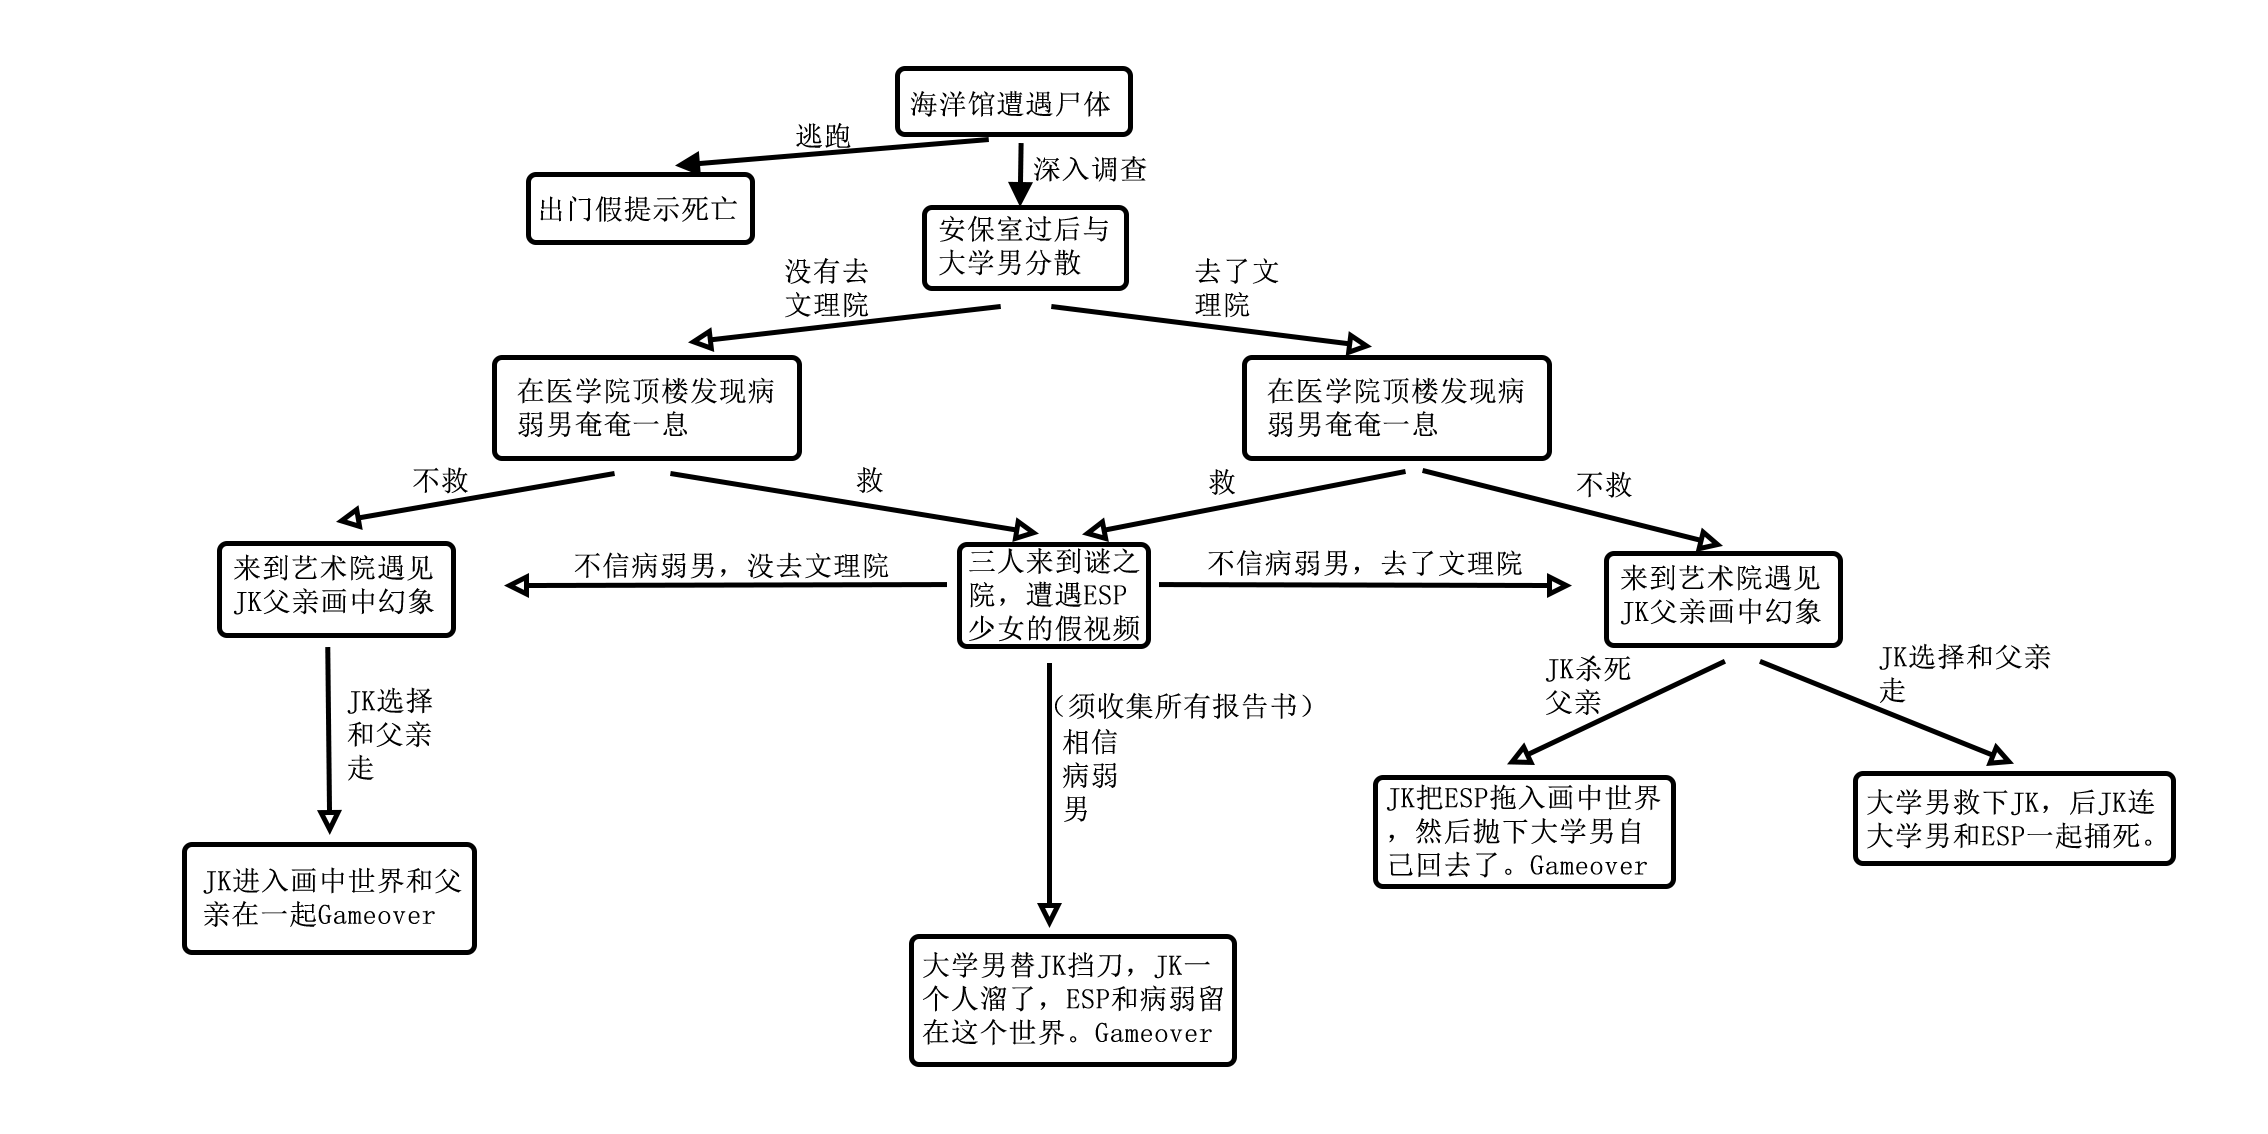 海洋馆遭遇尸体
逃跑
深入调查
出门假提示死亡
安保室过后与
大学男分散
没有去
文理院
去了文
理院
在医学院顶楼发现病
弱男奄奄一息
在医学院顶楼发现病
弱男奄奄一息
不救
救
救
不救
来到艺术院遇见
JK父亲画中幻象
不信病弱男，没去文理院
三人来到谜之
院，遭遇ESP
少女的假视频
不信病弱男，去了文理院
来到艺术院遇见
JK父亲画中幻象
JK选择
和父亲
走
（须收集所有报告书）
相信
病弱
男
JK杀死
父亲
JK选择和父亲
走
JK进入画中世界和父
亲在一起Gameover
大学男替JK挡刀，JK一
个人溜了，ESP和病弱留
在这个世界。Gameover
JK把ESP拖入画中世界
，然后抛下大学男自
己回去了。Gameover
大学男救下JK，后JK连
大学男和ESP一起捅死。